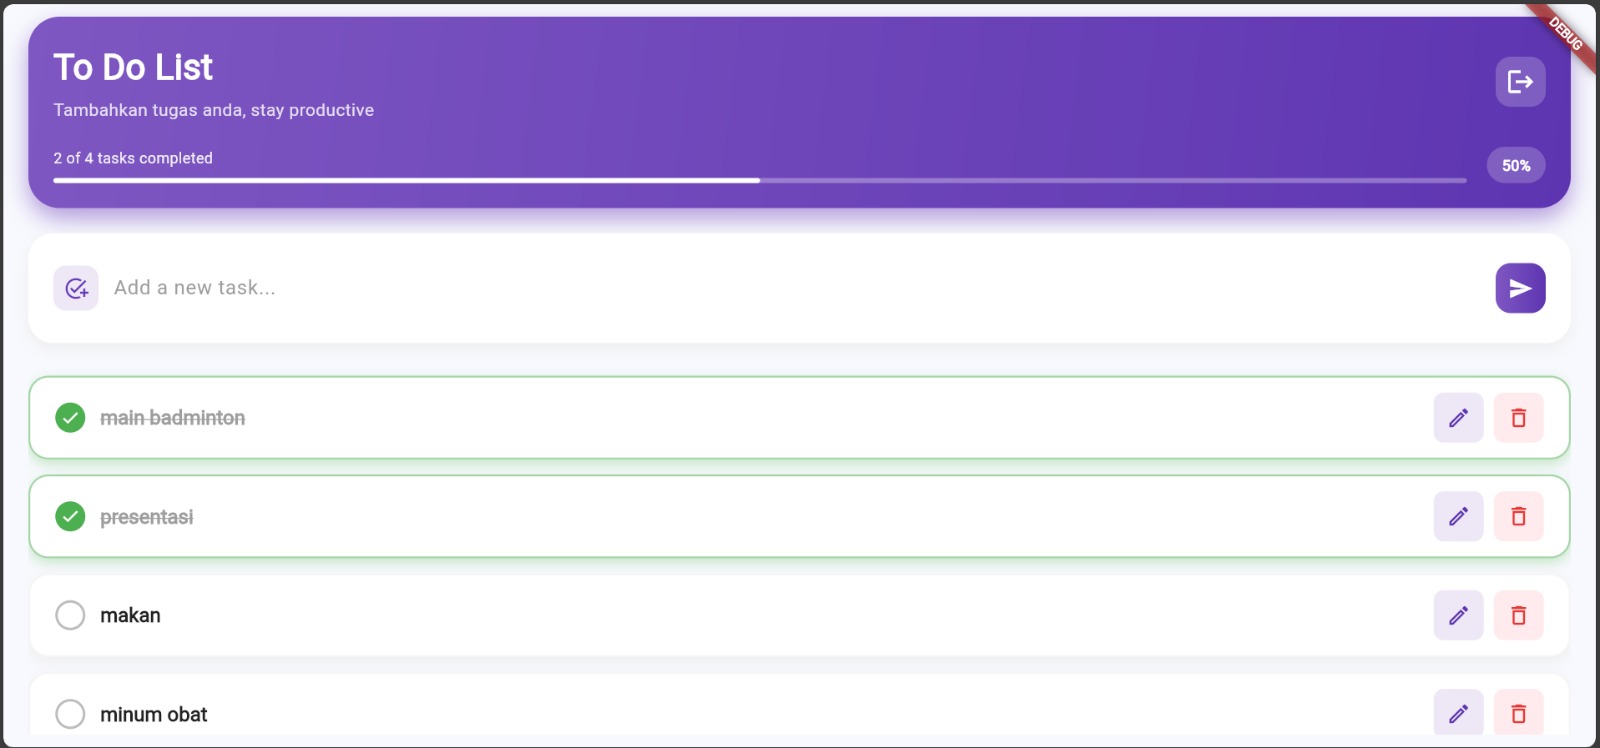 DEBUG
To Do List
Tambahkan tugas anda, stay productive
2 of 4 tasks completed
50%
Add a new task...
main badminton
presentasi
makan
minum obat